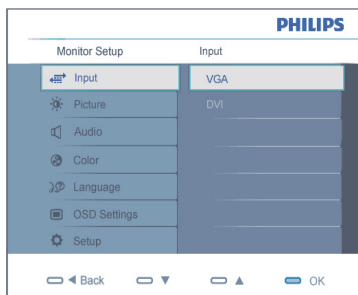 PHILIPS
Monitor Setup
Input
Input
VGA
Picture
DVI
Audio
Color
Language
OSD Settings
Setup
Back
OK